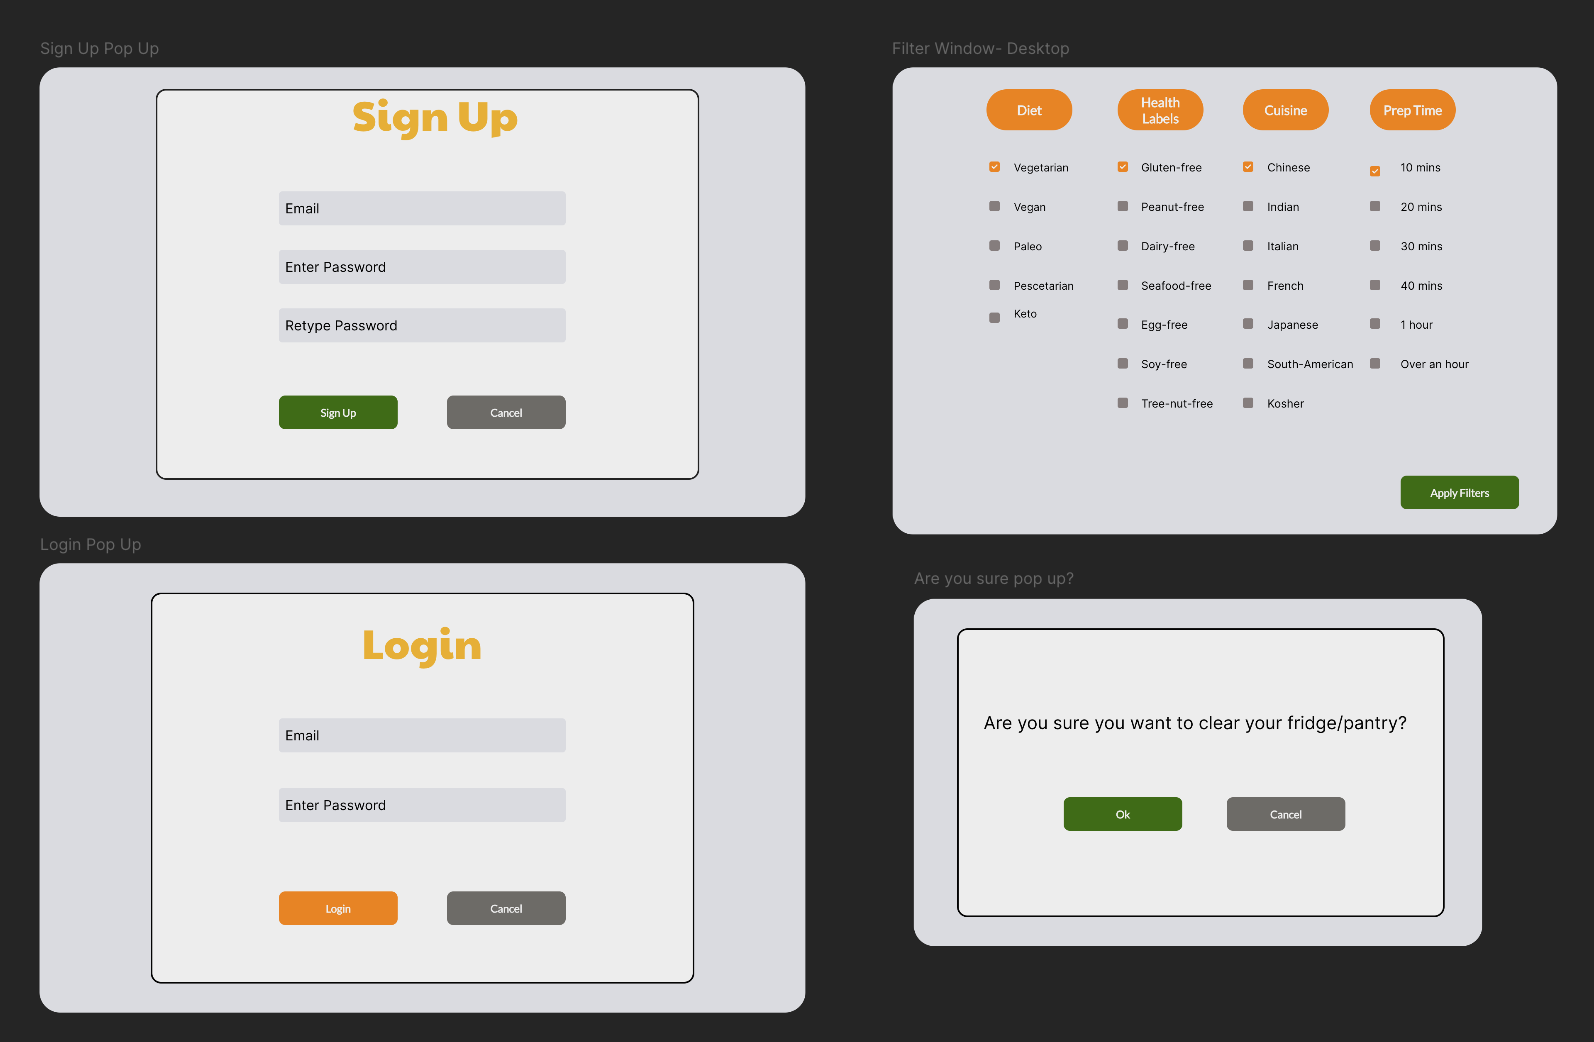 Sign Up Pop Up
Sign Up
Email
Enter Password
Retype Password
Sign Up
Cancel
Filter Window- Desktop
Diet
Health
Labels
Cuisine
Prep Time
Vegetarian
Gluten-free
Chinese
10 mins
Vegan
Peanut-free
Indian
20 mins
Paleo
Dairy-free
Italian
30 mins
Pescetarian
Seafood-free
French
40 mins
Keto
Egg-free
Japanese
1 hour
Soy-free
South-American
Over an hour
Tree-nut-free
Kosher
Apply Filters
Login Pop Up
Login
Email
Enter Password
Login
Cancel
Are you sure pop up?
Are you sure you want to clear your fridge/pantry?
Ok
Cancel